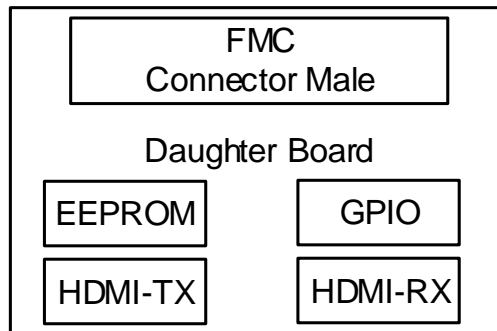 FMC
Connector Male
Daughter Board
EEPROM
GPIO
HDMI-TX
HDMI-RX